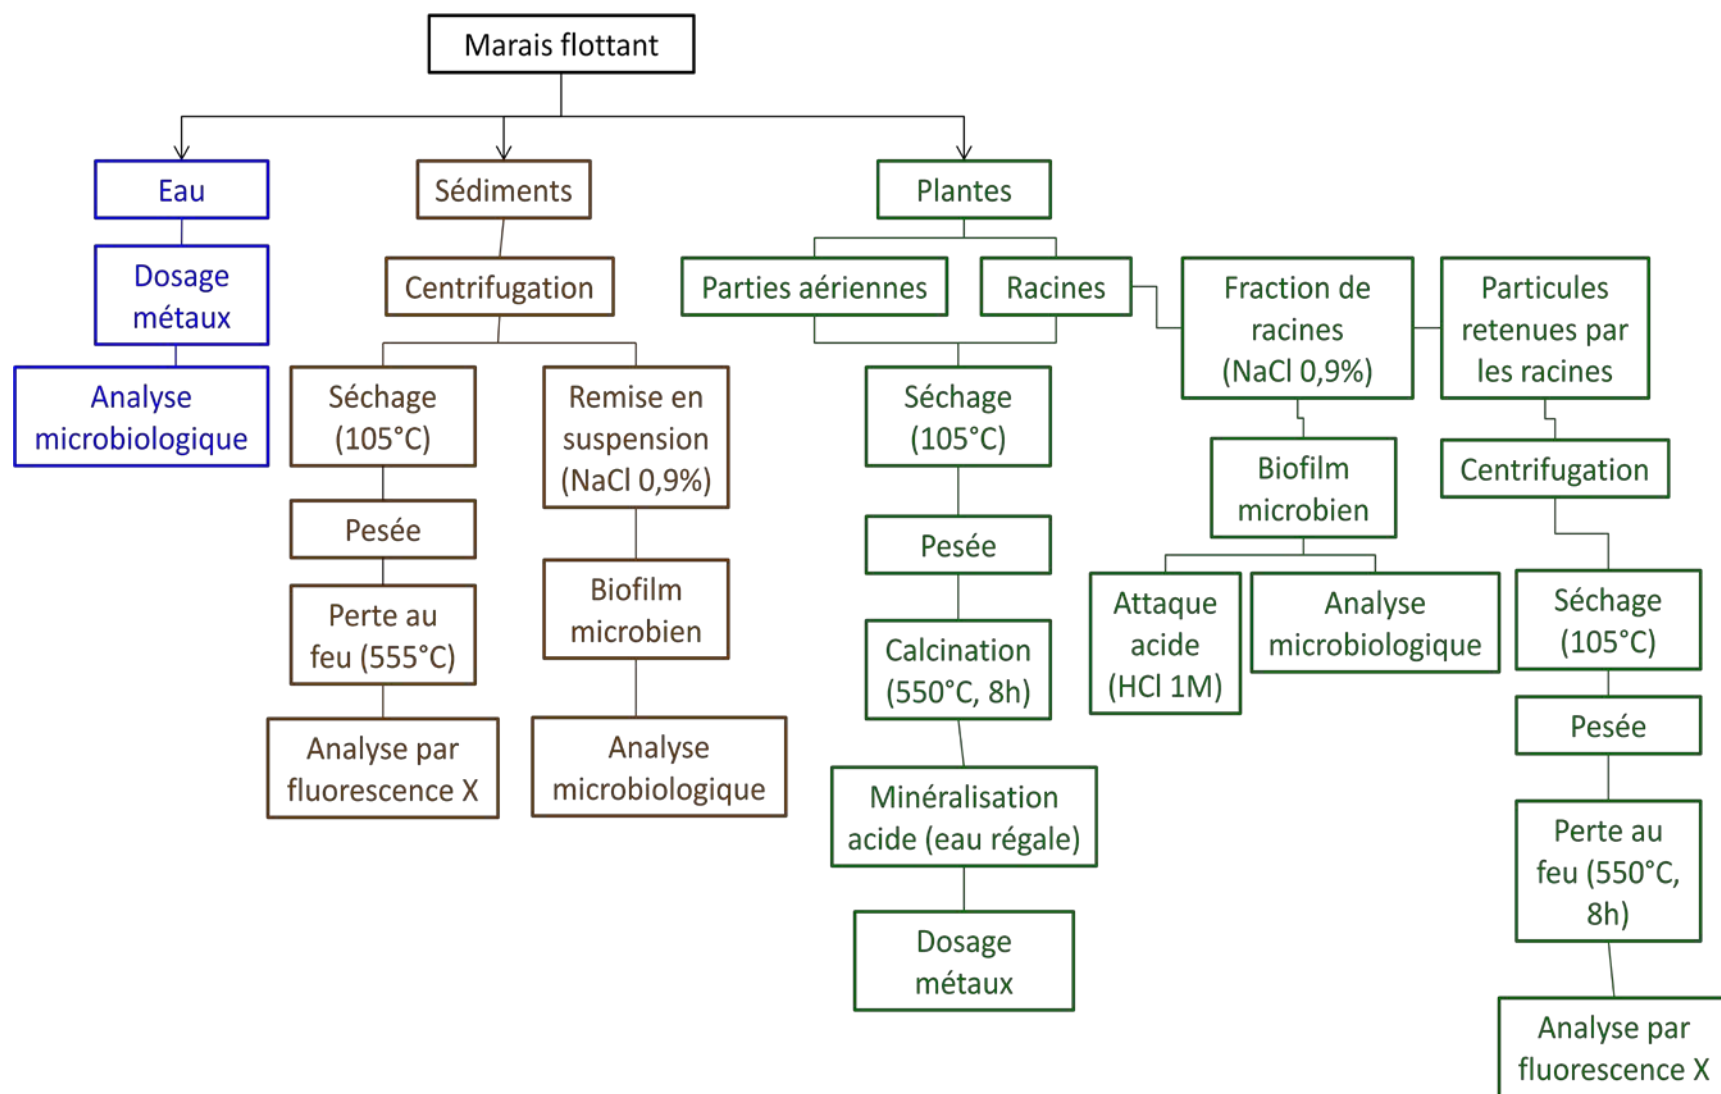 Marais flottant
Eau
Sédiments
Plantes
Dosage
métaux
Centrifugation
Parties aériennes
Racines
Fraction de
racines
(NaCl 0,9%)
Particules
retenues par
les racines
Analyse
microbiologique
Séchage
(105°C)
Remise en
suspension
(NaCl 0,9%)
Séchage
(105°C)
Biofilm
microbien
Centrifugation
Pesée
Pesée
Perte au
feu (555°C)
Biofilm
microbien
Calcination
(550°C, 8h)
Attaque
acide
(HCl 1M)
Analyse
microbiologique
Séchage
(105°C)
Analyse par
fluorescence X
Analyse
microbiologique
Minéralisation
acide (eau régale)
Pesée
Dosage
métaux
Perte au
feu (550°C,
8h)
Analyse par
fluorescence X